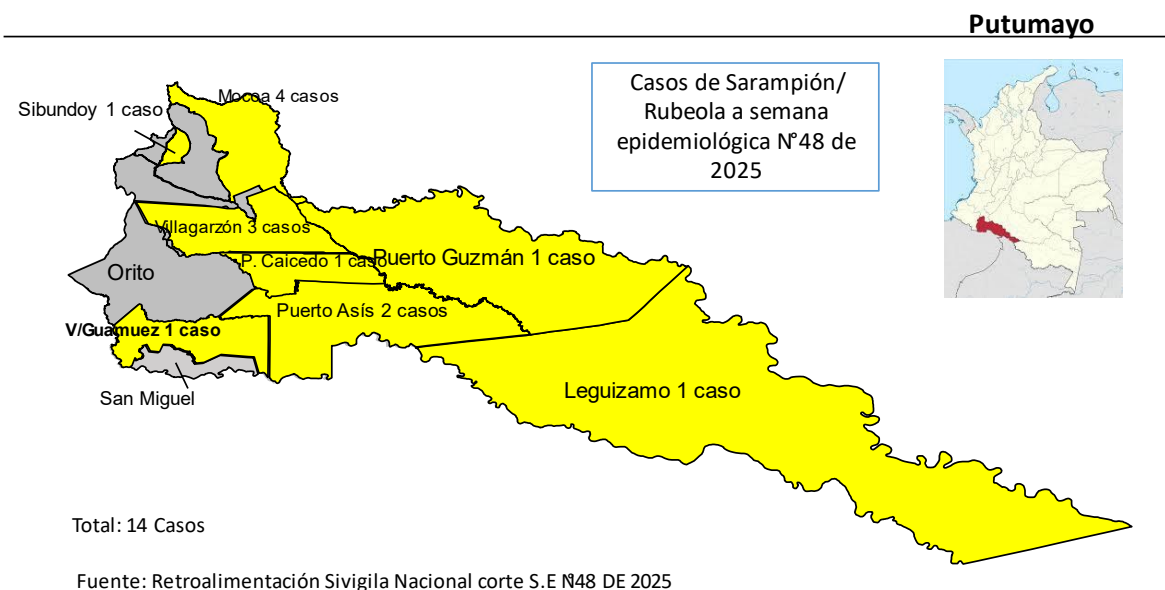 Putumayo
Casos de Sarampión/
Rubeola a semana
epidemiológica N°48 de
2025
Mocoa 4 casos
Sibundoy 1 caso
Villagarzón 3 casos
P. Caicedo 1 caso
Puerto Guzmán 1 caso
Orito
Puerto Asís 2 casos
V/Guamuez 1 caso
Leguizamo 1 caso
San Miguel
Total: 14 Casos
Fuente: Retroalimentación Sivigila Nacional corte S.E N°48 DE 2025